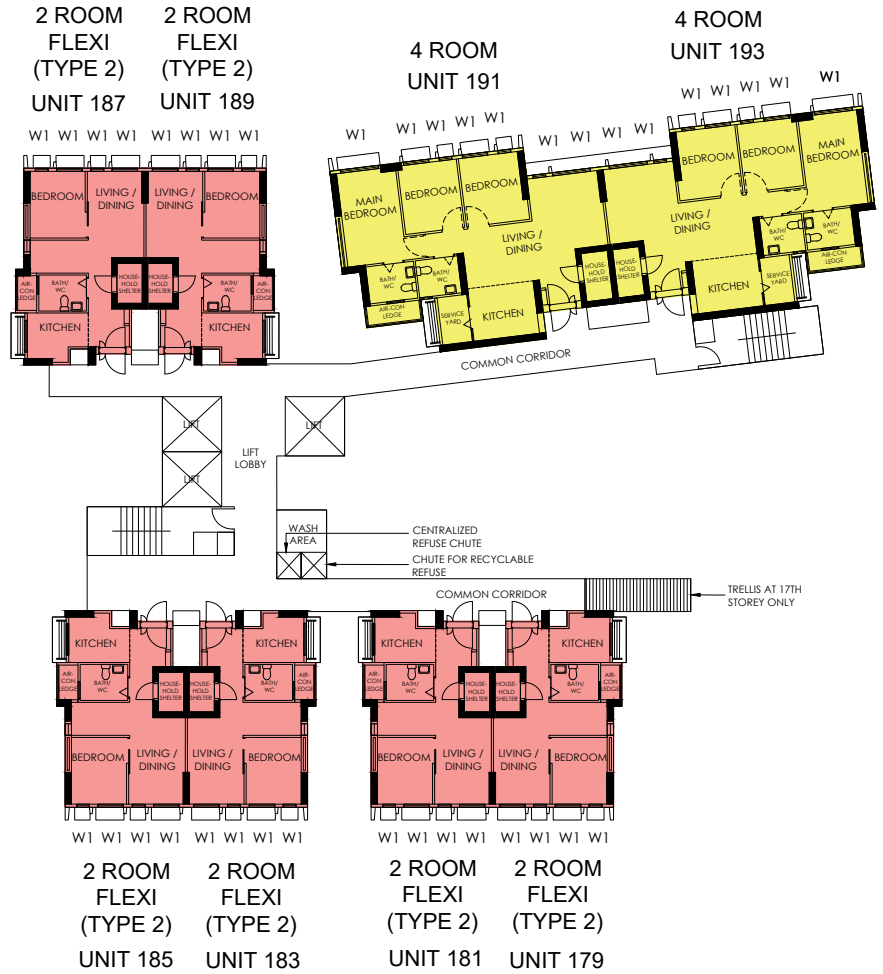 2 ROOM
FLEXI
(TYPE 2)
UNIT 187
2 ROOM
FLEXI
(TYPE 2)
UNIT 189
4 ROOM
UNIT 191
4 ROOM
UNIT 193
W1 W1 W1 W1 W1 W1
W1 W1 W1 W1 W1 W1 W1 W1 W1
W1 W1 W1 W1 W1
BEDROOM
LIVING /
DINING
LIVING /
DINING
BEDROOM
AIR-
CON
LEDGE
BATH/
WC
HOUSE-
HOLD
SHELTER
HOUSE-
HOLD
SHELTER
BATH/
WC
AIR-
CON
LEDGE
KITCHEN
KITCHEN
MAIN
BEDROOM
BEDROOM
BEDROOM
LIVING /
DINING
BATH/
WC
BATH/
WC
AIR-CON
LEDGE
SERVICE
YARD
KITCHEN
HOUSE-
HOLD
SHELTER
HOUSE-
HOLD
SHELTER
BEDROOM
BEDROOM
MAIN
BEDROOM
LIVING /
DINING
BATH/
WC
BATH/
WC
AIR-CON
LEDGE
KITCHEN
SERVICE
YARD
COMMON CORRIDOR
LIFT
LIFT
LIFT
LIFT
LOBBY
WASH
AREA
CENTRALIZED
REFUSE CHUTE
CHUTE FOR RECYCLABLE
REFUSE
COMMON CORRIDOR
TRELLIS AT 17TH
STOREY ONLY
KITCHEN
KITCHEN
AIR-
CON
LEDGE
BATH/
WC
HOUSE-
HOLD
SHELTER
HOUSE-
HOLD
SHELTER
BATH/
WC
AIR-
CON
LEDGE
BEDROOM
LIVING /
DINING
LIVING /
DINING
BEDROOM
KITCHEN
KITCHEN
AIR-
CON
LEDGE
BATH/
WC
HOUSE-
HOLD
SHELTER
HOUSE-
HOLD
SHELTER
BATH/
WC
AIR-
CON
LEDGE
BEDROOM
LIVING /
DINING
LIVING /
DINING
BEDROOM
W1 W1 W1 W1 W1 W1
W1 W1 W1 W1 W1 W1
2 ROOM
FLEXI
(TYPE 2)
UNIT 185
2 ROOM
FLEXI
(TYPE 2)
UNIT 183
2 ROOM
FLEXI
(TYPE 2)
UNIT 181
2 ROOM
FLEXI
(TYPE 2)
UNIT 179